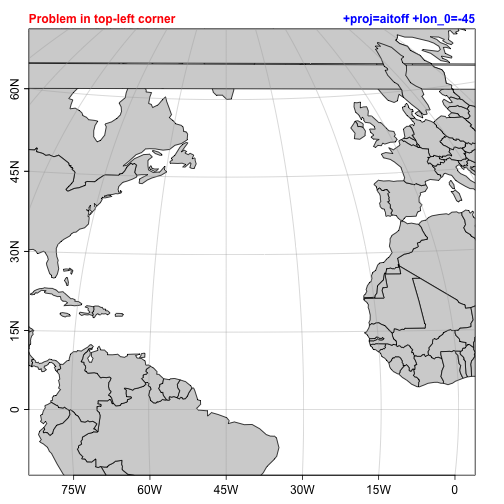 Problem in top-left corner
+proj=aitoff +lon_0=-45
60N
45N
30N
15N
0
75W
60W
45W
30W
15W
0